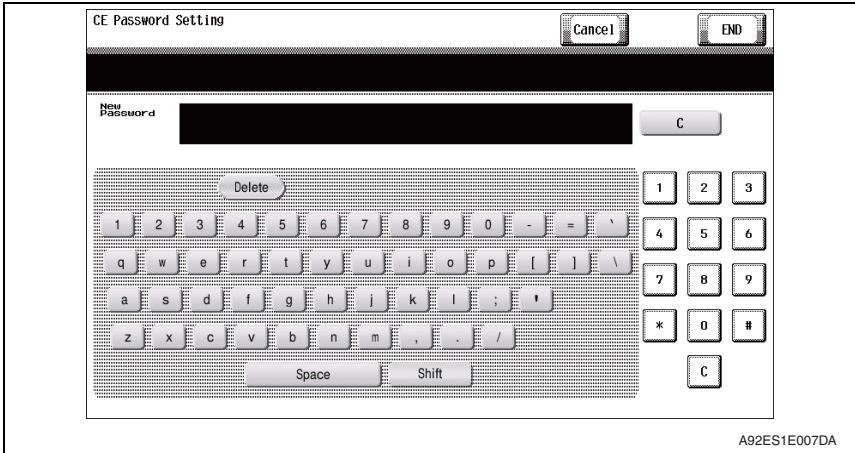 CE Password Setting Cancel END
New
Password
C
Delete
1 2 3
1 2 3 4 5 6 7 8 9 0 - = `
4 5 6
q w e r t y u i o p [ ] \
7 8 9
a s d f g h j k l ; '
* 0 #
z x c v b n m , . /
Space Shift
C
A92ES1E007DA